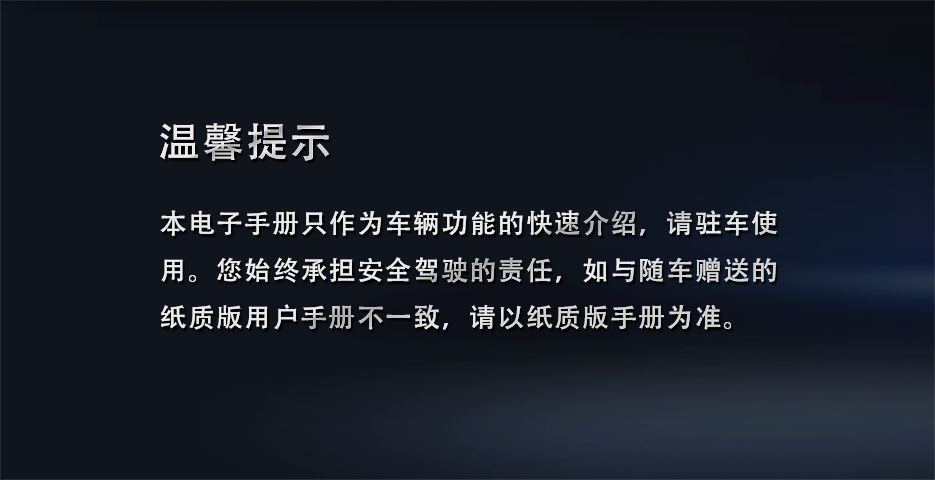 温馨提示
本电子手册只作为车辆功能的快速介绍，请驻车使
用。您始终承担安全驾驶的责任，如与随车赠送的
纸质版用户手册不一致，请以纸质版手册为准。